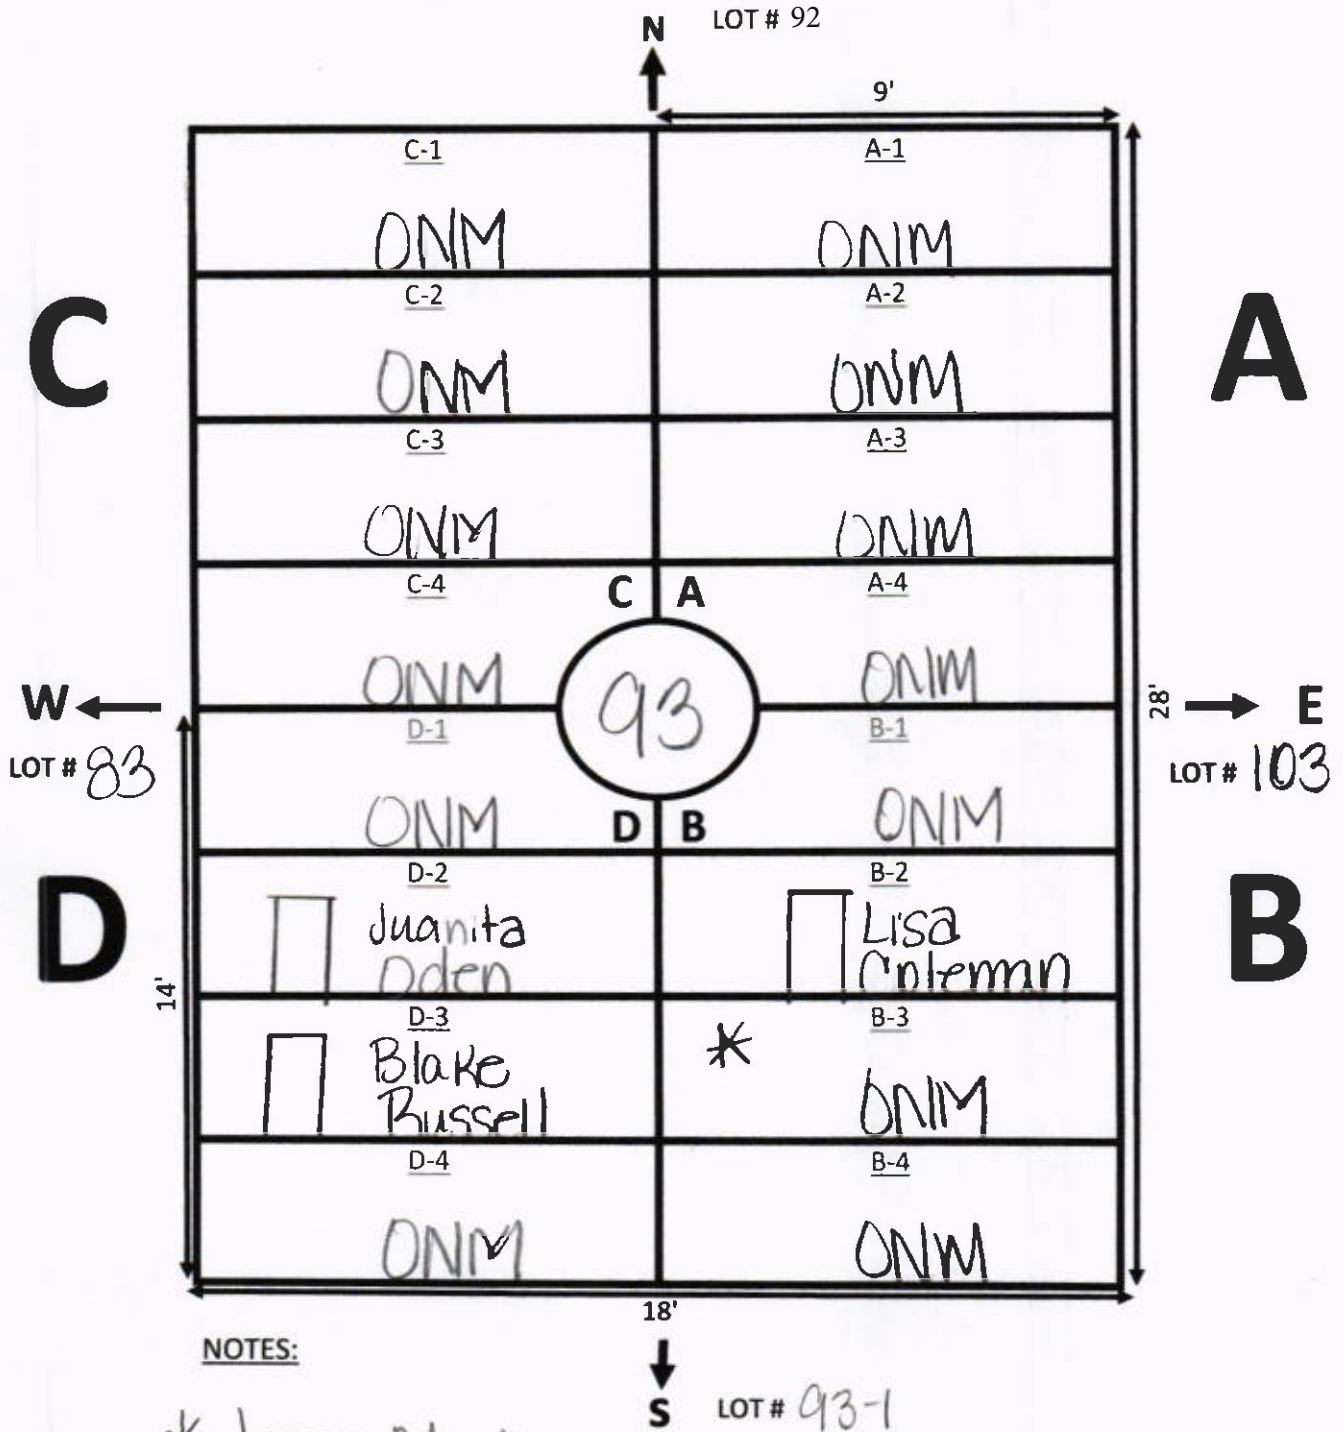 N LOT # 92
9'
C-1 A-1
ONM ONM
C-2 A-2
C ONM ONM A
C-3 A-3
ONM ONM
C-4 C A A-4
ONM ONM
W 93 28' E
D-1 B-1
LOT # 83 LOT # 103
ONM D B ONM
D-2 B-2
D Juanita Lisa B
Oden Coleman
14'
D-3 B-3
Blake *
Russell ONM
D-4 B-4
ONM ONM
18'
NOTES:
S LOT # 93-1
*